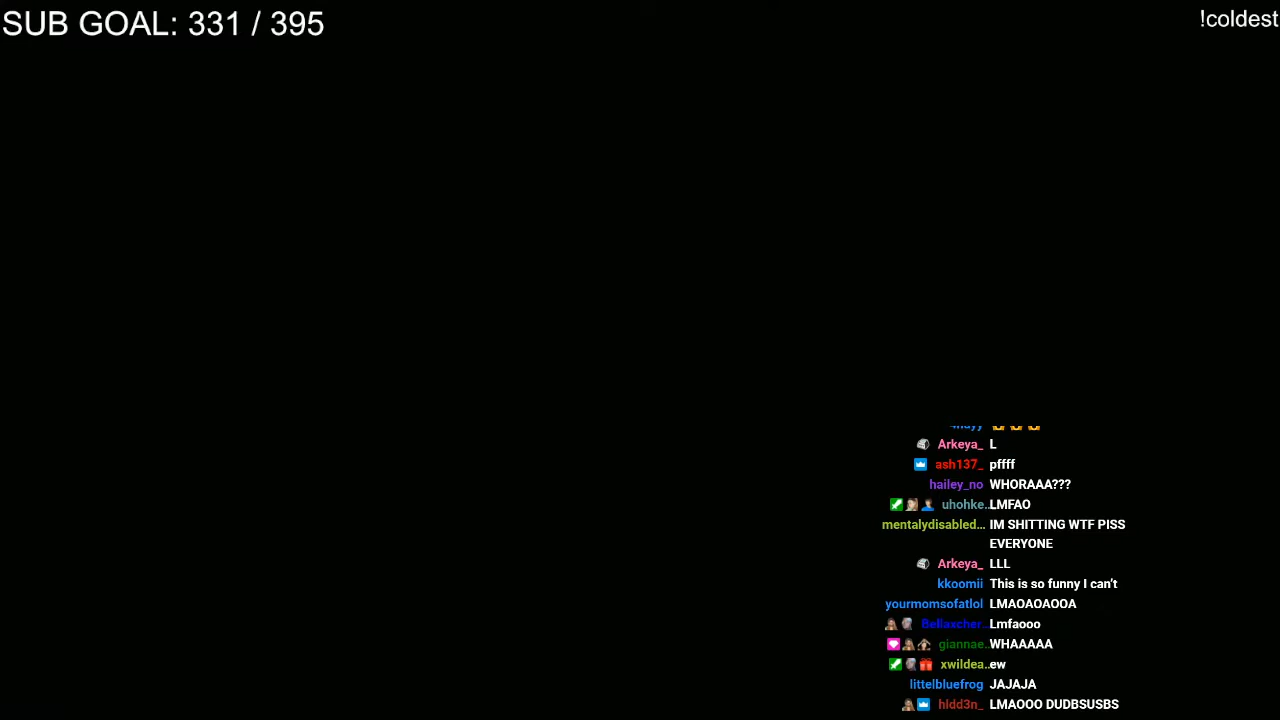 SUB GOAL: 331 / 395
!coldest
Arkeya_ L
ash137_ pffff
hailey_no WHORAAA???
uhohke... LMFAO
mentalydisabled... IM SHITTING WTF PISS
EVERYONE
Arkeya_ LLL
kkoomii This is so funny I can't
yourmomsofatlol LMAOAOAOOA
Bellaxcher... Lmfaooo
giannae... WHAAAAA
xwildea... ew
littelbluefrog JAJAJA
hldd3n_ LMAOOO DUDBSUSBS